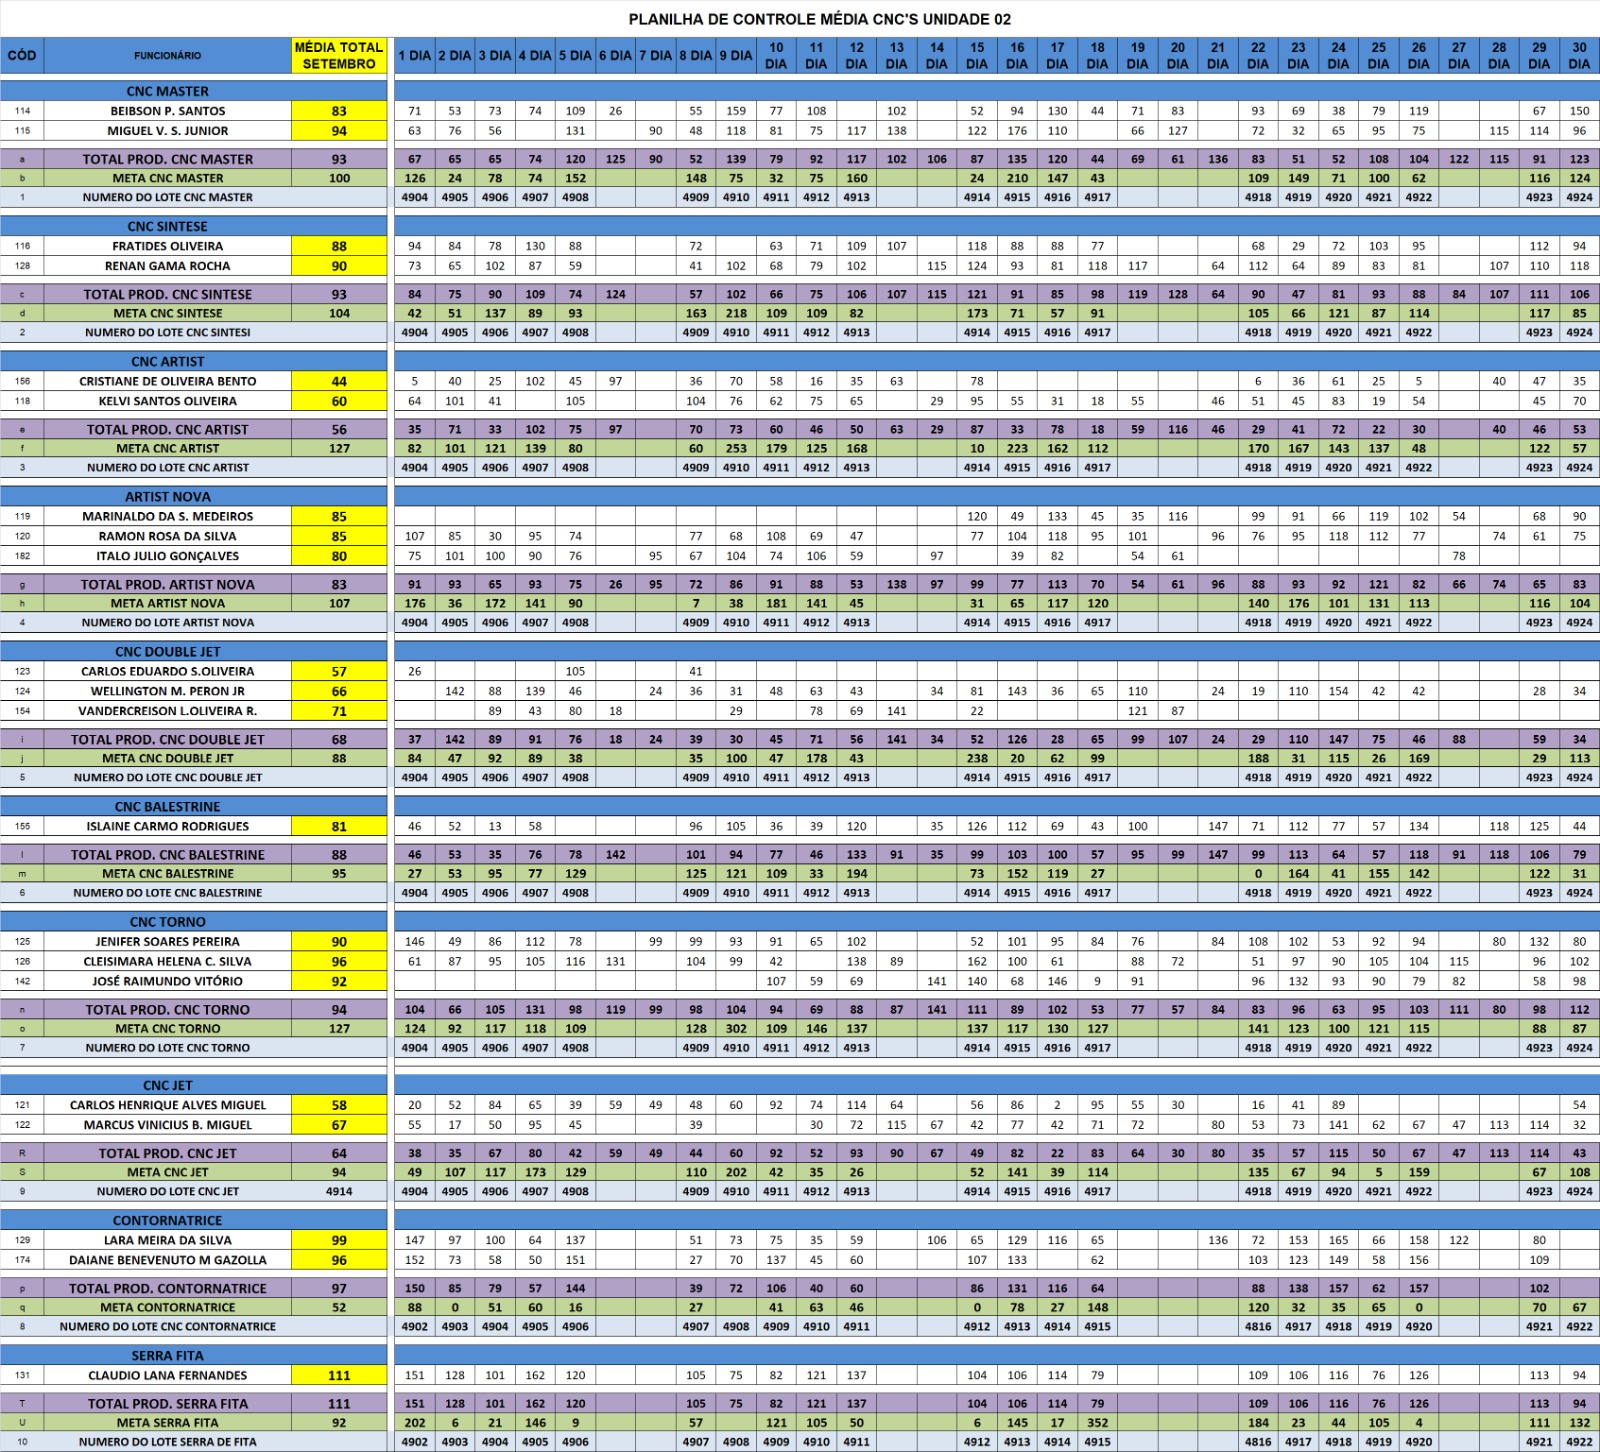 PLANILHA DE CONTROLE MÉDIA CNC'S UNIDADE 02
CÓD FUNCIONÁRIO MÉDIA TOTAL SETEMBRO 1 DIA 2 DIA 3 DIA 4 DIA 5 DIA 6 DIA 7 DIA 8 DIA 9 DIA 10 DIA 11 DIA 12 DIA 13 DIA 14 DIA 15 DIA 16 DIA 17 DIA 18 DIA 19 DIA 20 DIA 21 DIA 22 DIA 23 DIA 24 DIA 25 DIA 26 DIA 27 DIA 28 DIA 29 DIA 30 DIA
CNC MASTER
114 BEIBSON P. SANTOS 83 71 53 73 74 109 26 55 159 77 108 102 52 94 130 44 71 83 93 69 38 79 119 67 150
115 MIGUEL V. S. JUNIOR 94 63 76 56 131 90 48 118 81 75 117 138 122 176 110 66 127 72 32 65 95 75 115 114 96
a TOTAL PROD. CNC MASTER 93 67 65 65 74 120 125 90 52 139 79 92 117 102 106 87 135 120 44 69 61 136 83 51 52 108 104 122 115 91 123
b META CNC MASTER 100 126 24 78 74 152 148 75 32 75 160 24 210 147 43 109 149 71 100 62 116 124
1 NUMERO DO LOTE CNC MASTER 4904 4905 4906 4907 4908 4909 4910 4911 4912 4913 4914 4915 4916 4917 4918 4919 4920 4921 4922 4923 4924
CNC SINTESE
116 FRATIDES OLIVEIRA 88 94 84 78 130 88 72 63 71 109 107 118 88 88 77 68 29 72 103 95 112 94
128 RENAN GAMA ROCHA 90 73 65 102 87 59 41 102 68 79 102 115 124 93 81 118 117 64 112 64 89 83 81 107 110 118
c TOTAL PROD. CNC SINTESE 93 84 75 90 109 74 124 57 102 66 75 106 107 115 121 91 85 98 119 128 64 90 47 81 93 88 84 107 111 106
d META CNC SINTESE 104 42 51 137 89 93 163 218 109 109 82 173 71 57 91 105 66 121 87 114 117 85
2 NUMERO DO LOTE CNC SINTESI 4904 4905 4906 4907 4908 4909 4910 4911 4912 4913 4914 4915 4916 4917 4918 4919 4920 4921 4922 4923 4924
CNC ARTIST
156 CRISTIANE DE OLIVEIRA BENTO 44 5 40 25 102 45 97 36 70 58 16 35 63 78 6 36 61 25 5 40 47 35
118 KELVI SANTOS OLIVEIRA 60 64 101 41 105 104 76 62 75 65 29 95 55 31 18 55 46 51 45 83 19 54 45 70
e TOTAL PROD. CNC ARTIST 56 35 71 33 102 75 97 70 73 60 46 50 63 29 87 33 78 18 59 116 46 29 41 72 22 30 40 46 53
f META CNC ARTIST 127 82 101 121 139 80 60 253 179 125 168 10 223 162 112 170 167 143 137 48 122 57
3 NUMERO DO LOTE CNC ARTIST 4904 4905 4906 4907 4908 4909 4910 4911 4912 4913 4914 4915 4916 4917 4918 4919 4920 4921 4922 4923 4924
ARTIST NOVA
119 MARINALDO DA S. MEDEIROS 85 120 49 133 45 35 116 99 91 66 119 102 54 68 90
120 RAMON ROSA DA SILVA 85 107 85 30 95 74 77 68 108 69 47 77 104 118 95 101 96 76 95 118 112 77 74 61 75
182 ITALO JULIO GONÇALVES 80 75 101 100 90 76 95 67 104 74 106 59 97 39 82 54 61 78
g TOTAL PROD. ARTIST NOVA 83 91 93 65 93 75 26 95 72 86 91 88 53 138 97 99 77 113 70 54 61 96 88 93 92 121 82 66 74 65 83
h META ARTIST NOVA 107 176 36 172 141 90 7 38 181 141 45 31 65 117 120 140 176 101 131 113 116 104
4 NUMERO DO LOTE ARTIST NOVA 4904 4905 4906 4907 4908 4909 4910 4911 4912 4913 4914 4915 4916 4917 4918 4919 4920 4921 4922 4923 4924
CNC DOUBLE JET
123 CARLOS EDUARDO S.OLIVEIRA 57 26 105 41
124 WELLINGTON M. PERON JR 66 142 88 139 46 24 36 31 48 63 43 34 81 143 36 65 110 24 19 110 154 42 42 28 34
154 VANDERCREISON L.OLIVEIRA R. 71 89 43 80 18 29 78 69 141 22 121 87
i TOTAL PROD. CNC DOUBLE JET 68 37 142 89 91 76 18 24 39 30 45 71 56 141 34 52 126 28 65 99 107 24 29 110 147 75 46 88 59 34
j META CNC DOUBLE JET 88 84 47 92 89 38 35 100 47 178 43 238 20 62 99 188 31 115 26 169 29 113
5 NUMERO DO LOTE CNC DOUBLE JET 4904 4905 4906 4907 4908 4909 4910 4911 4912 4913 4914 4915 4916 4917 4918 4919 4920 4921 4922 4923 4924
CNC BALESTRINE
155 ISLAINE CARMO RODRIGUES 81 46 52 13 58 96 105 36 39 120 35 126 112 69 43 100 147 71 112 77 57 134 118 125 44
l TOTAL PROD. CNC BALESTRINE 88 46 53 35 76 78 142 101 94 77 46 133 91 35 99 103 100 57 95 99 147 99 113 64 57 118 91 118 106 79
m META CNC BALESTRINE 95 27 53 95 77 129 125 121 109 33 194 73 152 119 27 0 164 41 155 142 122 31
6 NUMERO DO LOTE CNC BALESTRINE 4904 4905 4906 4907 4908 4909 4910 4911 4912 4913 4914 4915 4916 4917 4918 4919 4920 4921 4922 4923 4924
CNC TORNO
125 JENIFER SOARES PEREIRA 90 146 49 86 112 78 99 99 93 91 65 102 52 101 95 84 76 84 108 102 53 92 94 80 132 80
126 CLEISIMARA HELENA C. SILVA 96 61 87 95 105 116 131 104 99 42 138 89 162 100 61 88 72 51 97 90 105 104 115 96 102
142 JOSÉ RAIMUNDO VITÓRIO 92 107 59 69 141 140 68 146 9 91 96 132 93 90 79 82 58 98
n TOTAL PROD. CNC TORNO 94 104 66 105 131 98 119 99 98 104 94 69 88 87 141 111 89 102 53 77 57 84 83 96 63 95 103 111 80 98 112
o META CNC TORNO 127 124 92 117 118 109 128 302 109 146 137 137 117 130 127 141 123 100 121 115 88 87
7 NUMERO DO LOTE CNC TORNO 4904 4905 4906 4907 4908 4909 4910 4911 4912 4913 4914 4915 4916 4917 4918 4919 4920 4921 4922 4923 4924
CNC JET
121 CARLOS HENRIQUE ALVES MIGUEL 58 20 52 84 65 39 59 49 48 60 92 74 114 64 56 86 2 95 55 30 16 41 89 54
122 MARCUS VINICIUS B. MIGUEL 67 55 17 50 95 45 39 30 72 115 67 42 77 42 71 72 80 53 73 141 62 67 47 113 114 32
R TOTAL PROD. CNC JET 64 38 35 67 80 42 59 49 44 60 92 52 93 90 67 49 82 22 83 64 30 80 35 57 115 50 67 47 113 114 43
S META CNC JET 94 49 107 117 173 129 110 202 42 35 26 52 141 39 114 135 67 94 5 159 67 108
9 NUMERO DO LOTE CNC JET 4914 4904 4905 4906 4907 4908 4909 4910 4911 4912 4913 4914 4915 4916 4917 4918 4919 4920 4921 4922 4923 4924
CONTORNATRICE
129 LARA MEIRA DA SILVA 99 147 97 100 64 137 51 73 75 35 59 106 65 129 116 65 136 72 153 165 66 158 122 80
174 DAIANE BENEVENUTO M GAZOLLA 96 152 73 58 50 151 27 70 137 45 60 107 133 62 103 123 149 58 156 109
p TOTAL PROD. CONTORNATRICE 97 150 85 79 57 144 39 72 106 40 60 86 131 116 64 88 138 157 62 157 102
q META CONTORNATRICE 52 88 0 51 60 16 27 41 63 46 0 78 27 148 120 32 35 65 0 70 67
8 NUMERO DO LOTE CNC CONTORNATRICE 4902 4903 4904 4905 4906 4907 4908 4909 4910 4911 4912 4913 4914 4915 4816 4917 4918 4919 4920 4921 4922
SERRA FITA
131 CLAUDIO LANA FERNANDES 111 151 128 101 162 120 105 75 82 121 137 104 106 114 79 109 106 116 76 126 113 94
T TOTAL PROD. SERRA FITA 111 151 128 101 162 120 105 75 82 121 137 104 106 114 79 109 106 116 76 126 113 94
U META SERRA FITA 92 202 6 21 146 9 57 121 105 50 6 145 17 352 184 23 44 105 4 111 132
10 NUMERO DO LOTE SERRA DE FITA 4902 4903 4904 4905 4906 4907 4908 4909 4910 4911 4912 4913 4914 4915 4816 4917 4918 4919 4920 4921 4922